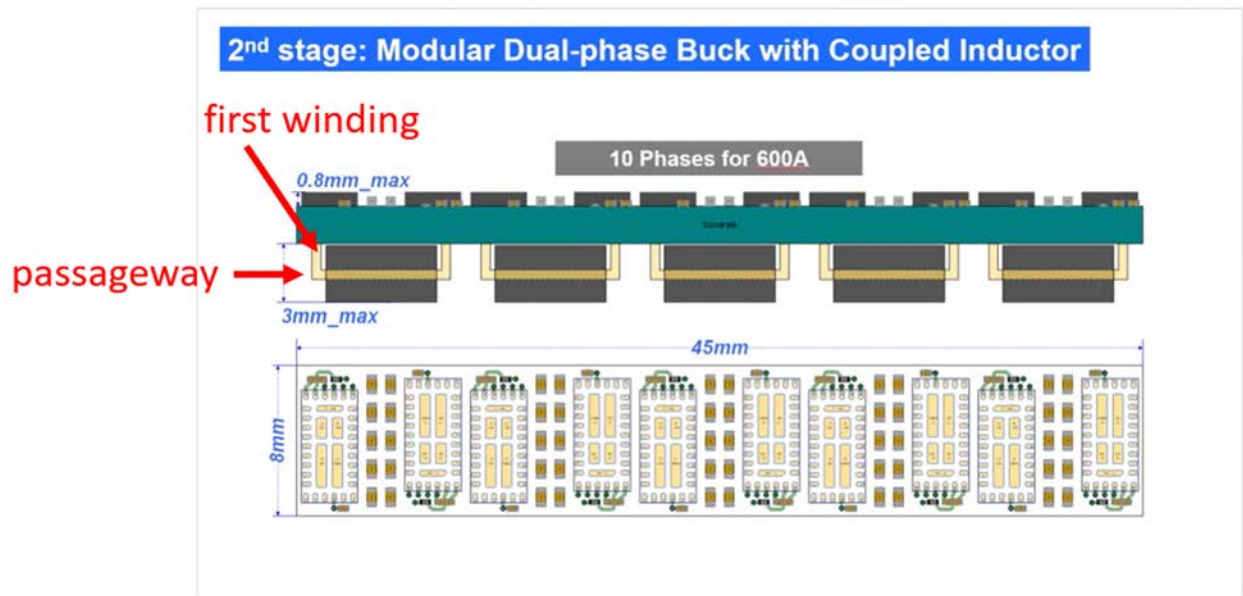 2nd stage: Modular Dual-phase Buck with Coupled Inductor
first winding
10 Phases for 600A
0.8mm_max
passageway
3mm_max
45mm
8mm